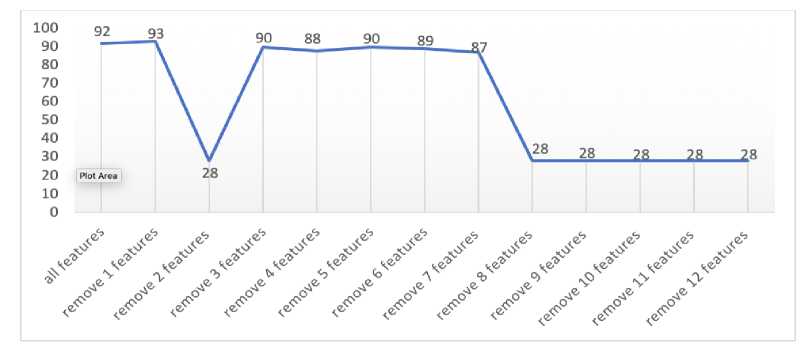 100
90
80
70
60
50
40
30
20
10
0
92
93
28
90
88
90
89
87
28
28
28
28
28
Plot Area
all features
remove 1 features
remove 2 features
remove 3 features
remove 4 features
remove 5 features
remove 6 features
remove 7 features
remove 8 features
remove 9 features
remove 10 features
remove 11 features
remove 12 features